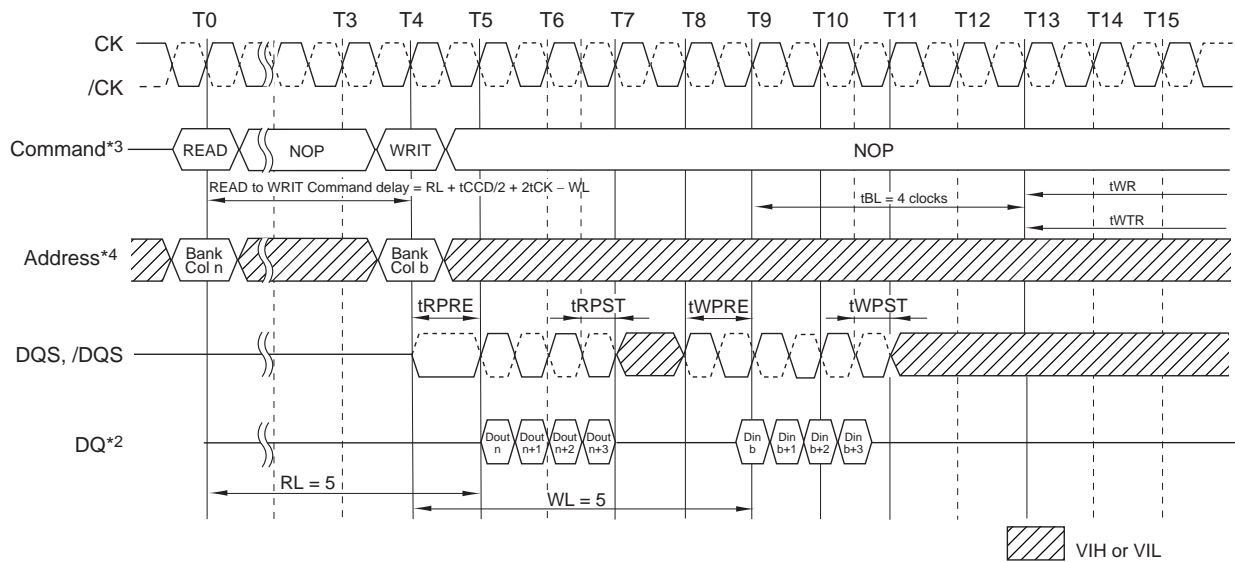 T0 T3 T4 T5 T6 T7 T8 T9 T10 T11 T12 T13 T14 T15
CK
/CK
Command*3 READ NOP WRIT NOP
READ to WRIT Command delay = RL + tCCD/2 + 2tCK − WL
tBL = 4 clocks
tWR
tWTR
Address*4
Bank
Col n
Bank
Col b
tRPRE tRPST tWPRE tWPST
DQS, /DQS
DQ*2
Dout
n
Dout
n+1
Dout
n+2
Dout
n+3
Din
b
Din
b+1
Din
b+2
Din
b+3
RL = 5
WL = 5
VIH or VIL